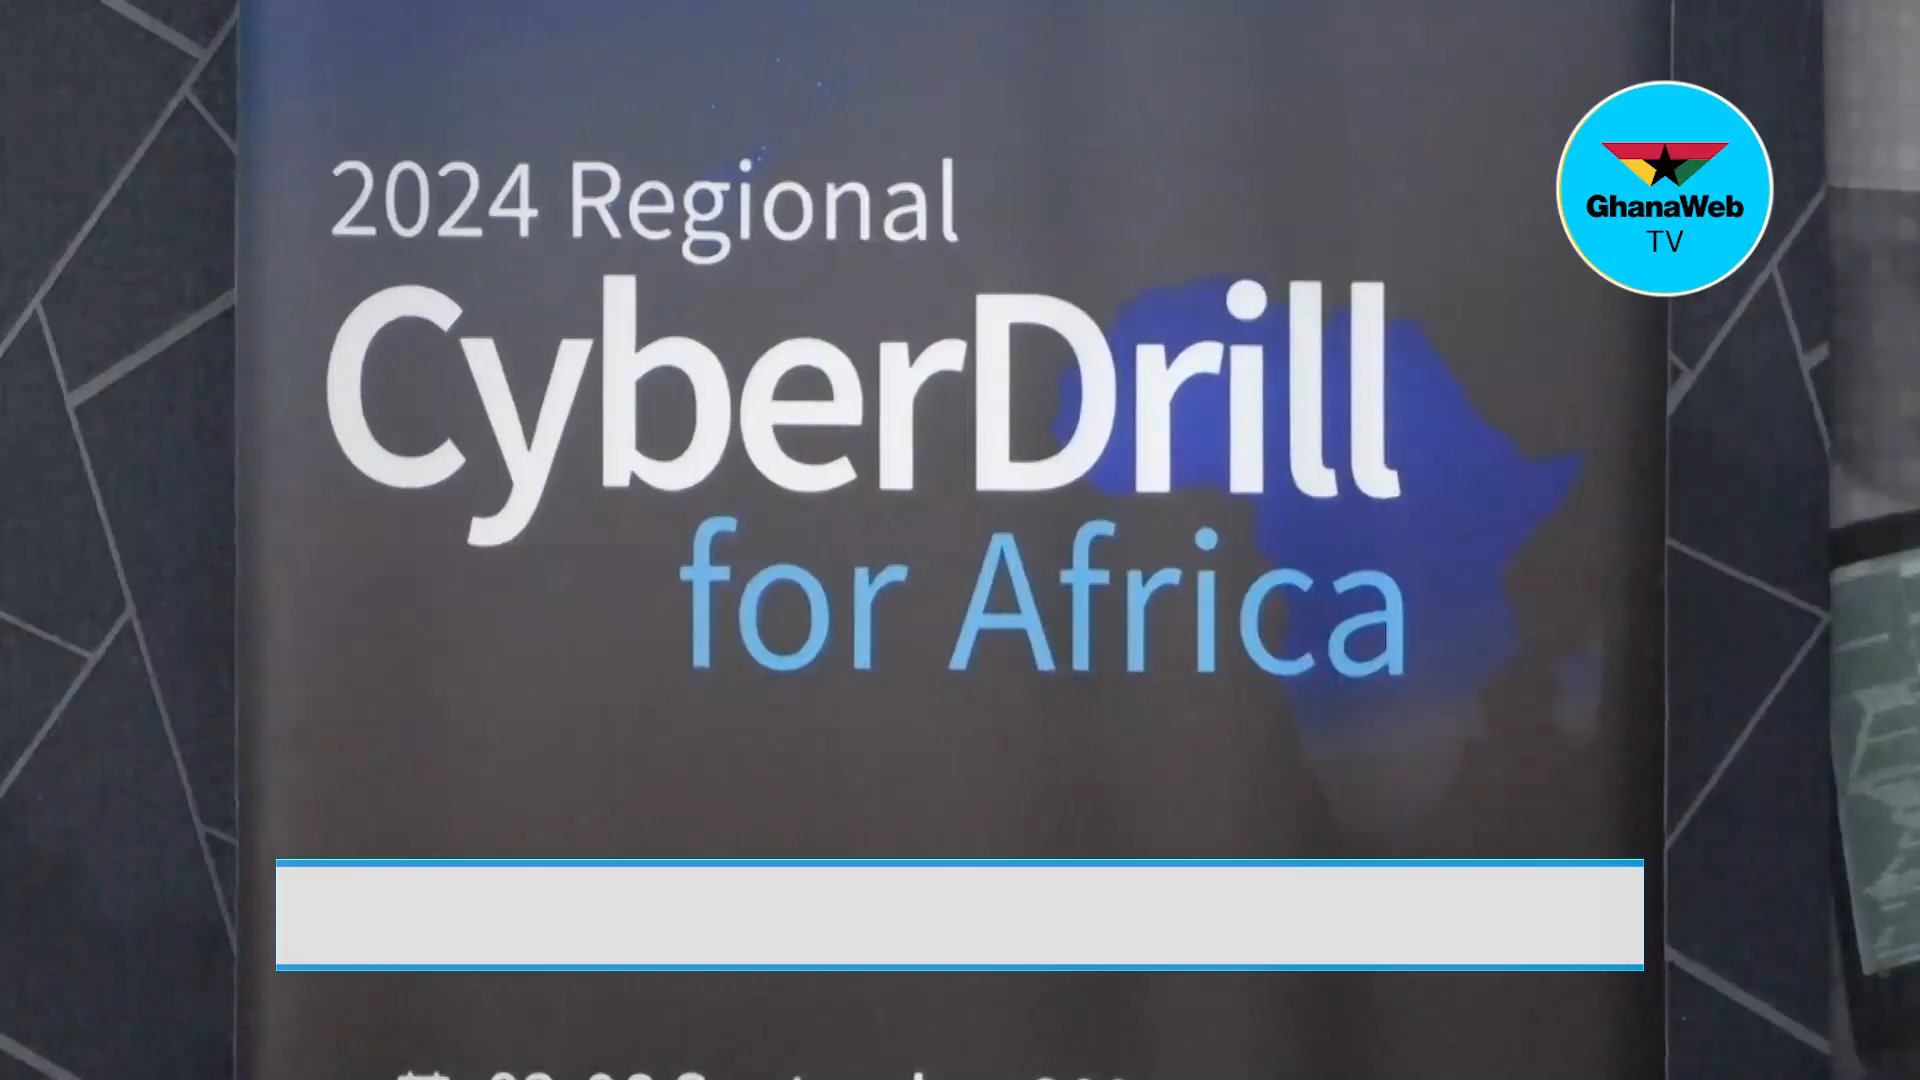 2024 Regional
CyberDrill
for Africa
GhanaWeb
TV